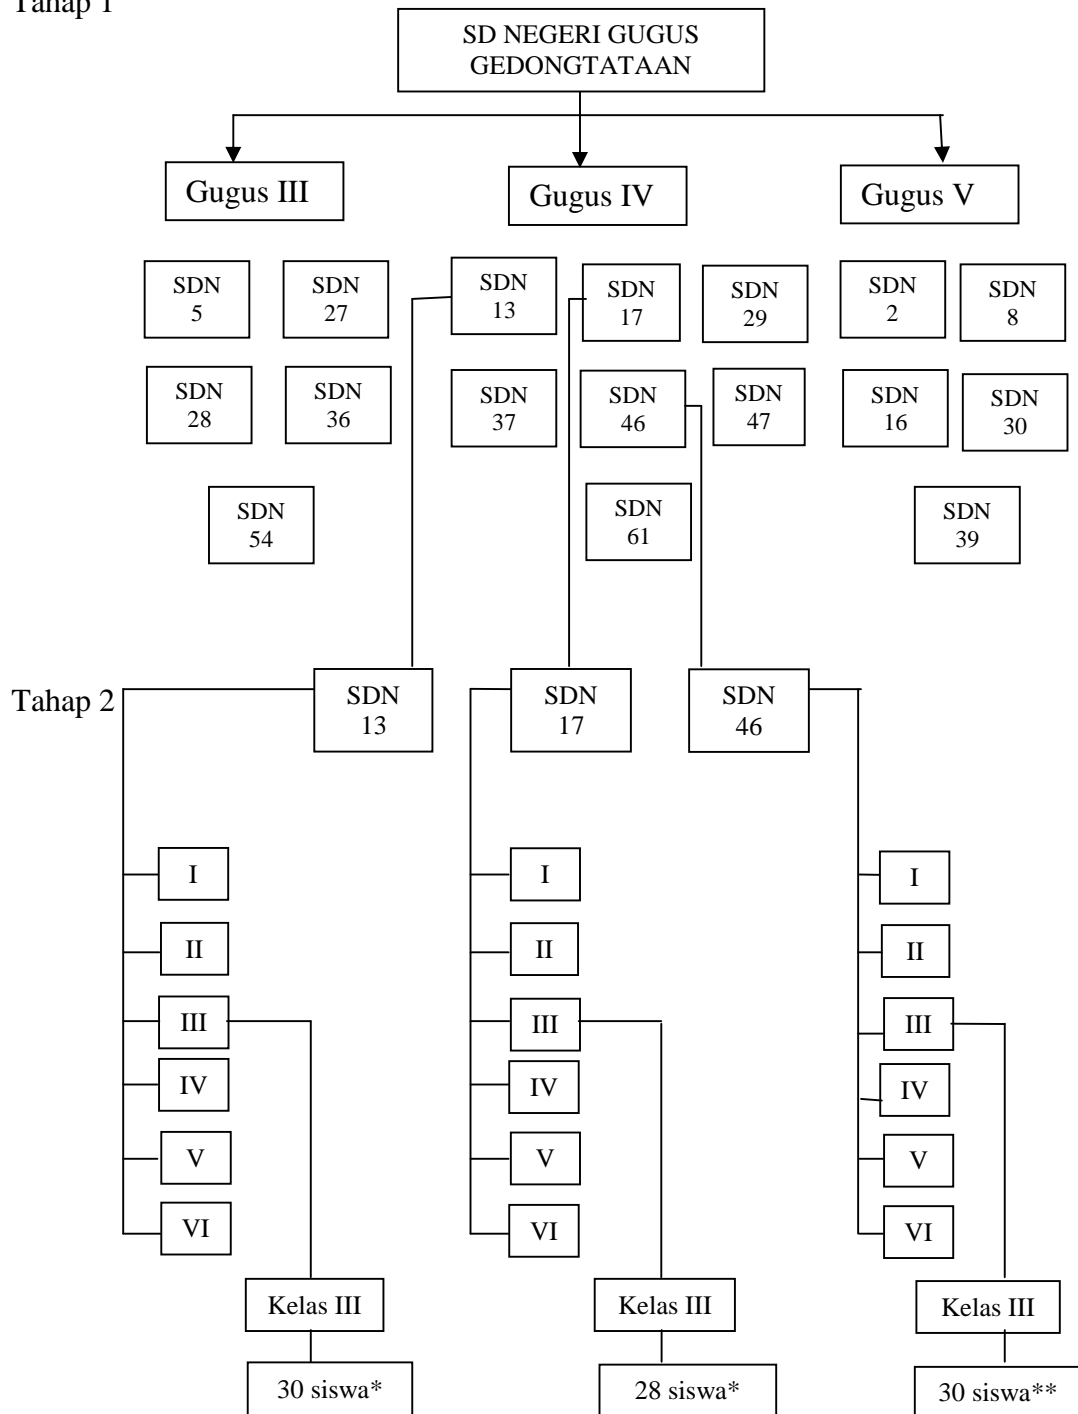 Tahap 1
SD NEGERI GUGUS
GEDONGTATAAN
Gugus III
Gugus IV
Gugus V
SDN
5
SDN
27
SDN
13
SDN
17
SDN
29
SDN
2
SDN
8
SDN
28
SDN
36
SDN
37
SDN
46
SDN
47
SDN
16
SDN
30
SDN
54
SDN
61
SDN
39
Tahap 2
SDN
13
SDN
17
SDN
46
I
II
III
IV
V
VI
I
II
III
IV
V
VI
I
II
III
IV
V
VI
Kelas III
Kelas III
Kelas III
30 siswa*
28 siswa*
30 siswa**